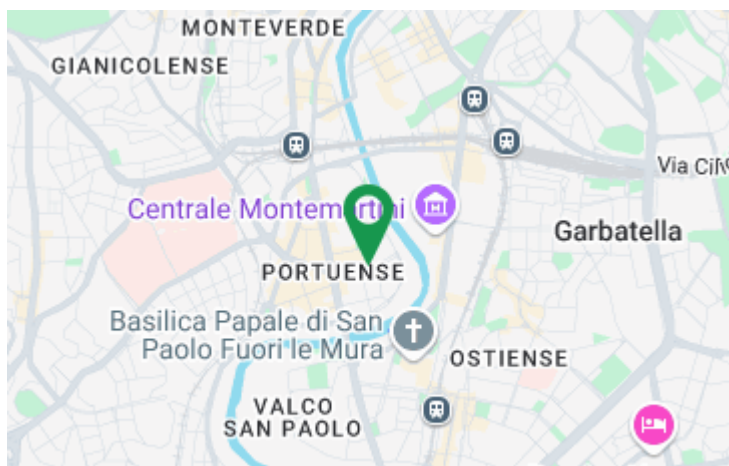 MONTEVERDE
GIANICOLENSE
Via Cilic
Centrale Montemartini
Garbatella
PORTUENSE
Basilica Papale di San
Paolo Fuori le Mura
OSTIENSE
VALCO
SAN PAOLO